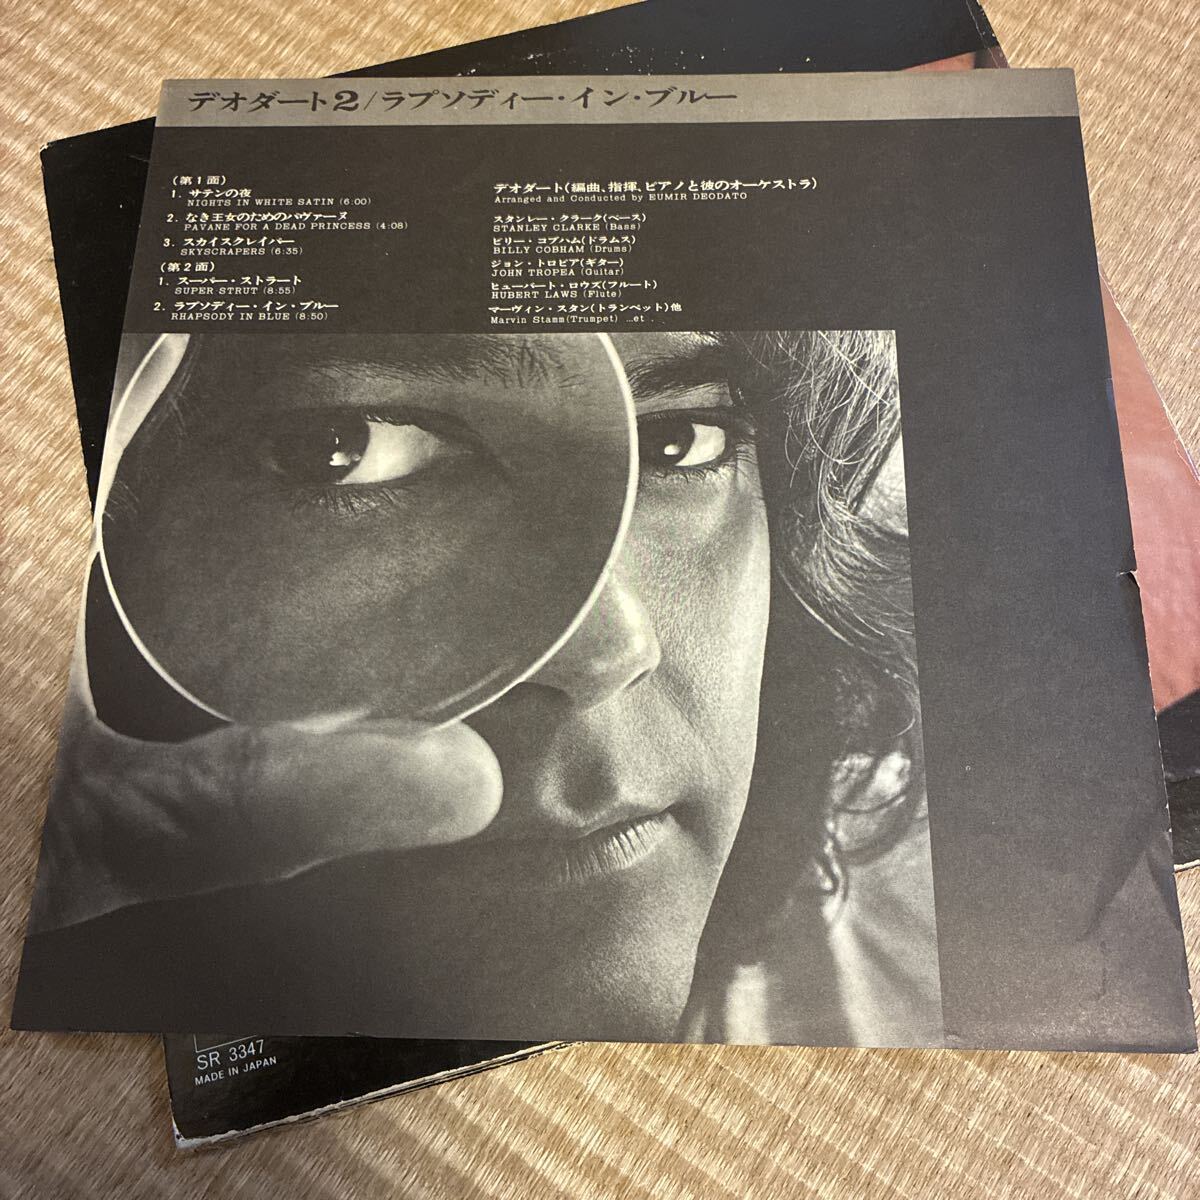 デオダート2/ラプソディー・イン・ブルー
(第1面)
1. サテンの夜
NIGHTS IN WHITE SATIN (6:00)
2. なき王女のためのパヴァーヌ
PAVANE FOR A DEAD PRINCESS (4:08)
3. スカイスクレイパー
SKYSCRAPERS (6:35)
(第2面)
1. スーパー・ストラート
SUPER STRUT (8:55)
2. ラプソディー・イン・ブルー
RHAPSODY IN BLUE (8:50)
デオダート(編曲、指揮、ピアノと彼のオーケストラ)
Arranged and Conducted by EUMIR DEODATO
スタンレー・クラーク(ベース)
STANLEY CLARKE (Bass)
ビリー・コブハム(ドラムス)
BILLY COBHAM (Drums)
ジョン・トロピア(ギター)
JOHN TROPEA (Guitar)
ヒューバート・ロウズ(フルート)
HUBERT LAWS (Flute)
マーヴィン・スタン(トランペット)他
Marvin Stamm(Trumpet) ...et .
SR 3347
MADE IN JAPAN